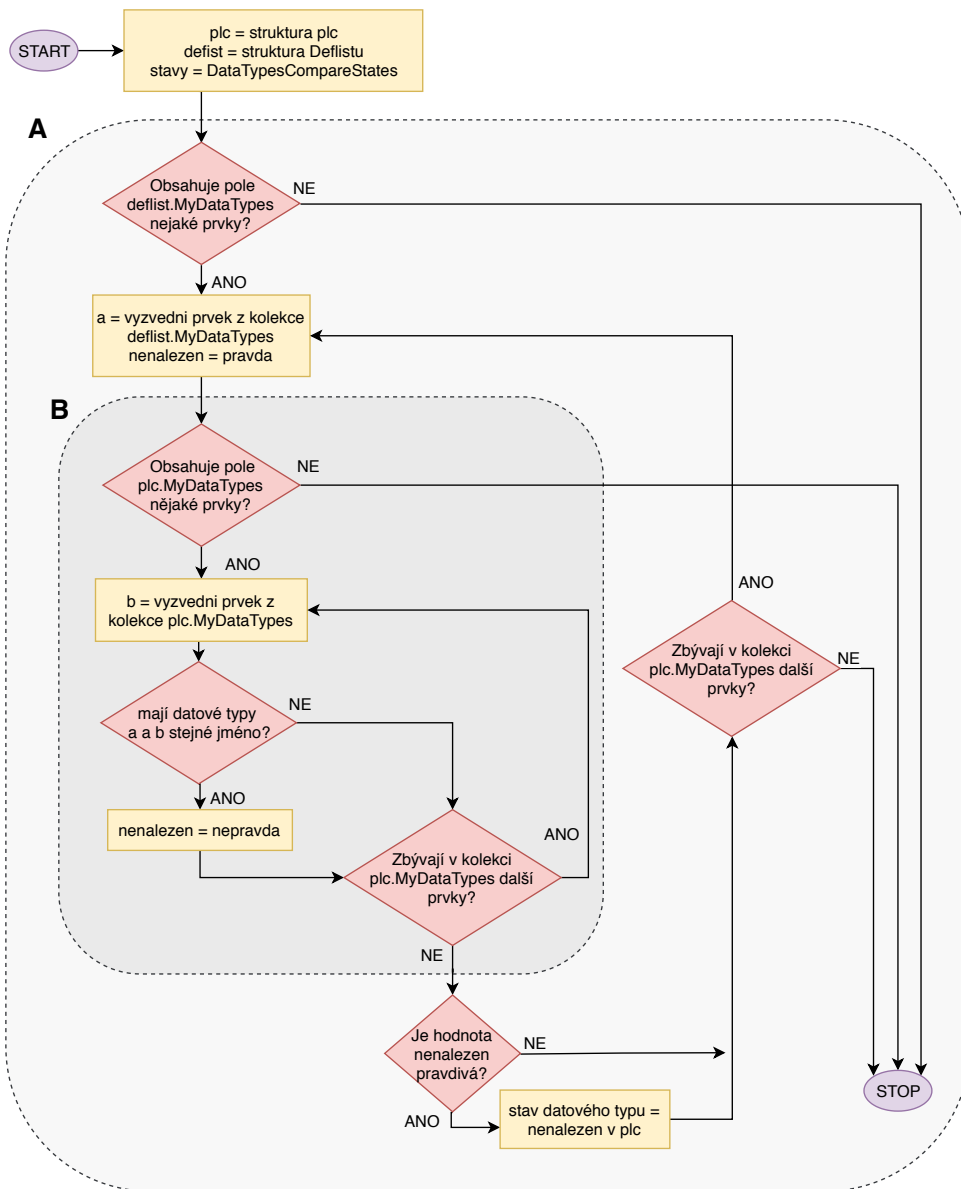 START
plc = struktura plc
defist = struktura Deflistu
stavy = DataTypesCompareStates
A
Obsahuje pole
deflist.MyDataTypes
nejaké prvky?
NE
ANO
a = vyzvedni prvek z kolekce
deflist.MyDataTypes
nenalezen = pravda
B
Obsahuje pole
plc.MyDataTypes
nějaké prvky?
NE
ANO
b = vyzvedni prvek z
kolekce plc.MyDataTypes
ANO
Zbývají v kolekci
plc.MyDataTypes další
prvky?
NE
mají datové typy
a a b stejné jméno?
NE
ANO
nenalezen = nepravda
Zbývají v kolekci
plc.MyDataTypes další
prvky?
ANO
NE
Je hodnota
nenalezen
pravdivá?
NE
ANO
stav datového typu =
nenalezen v plc
STOP